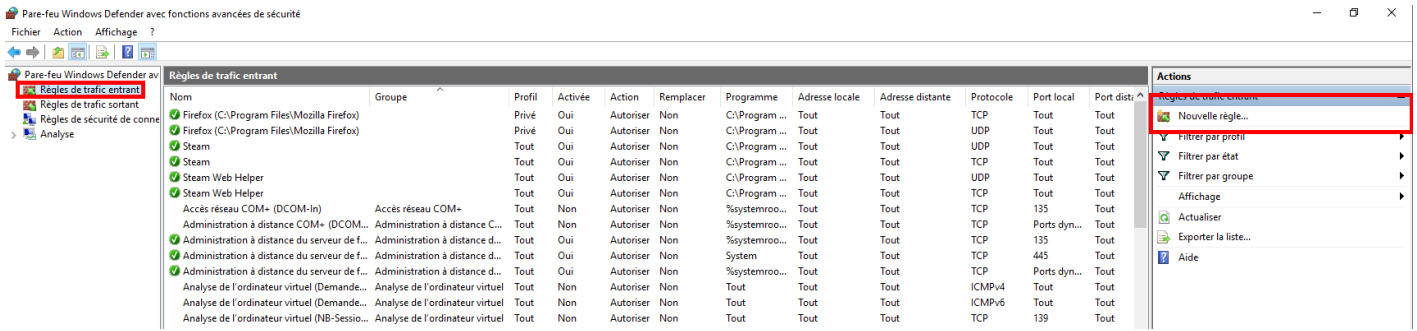 Pare-feu Windows Defender avec fonctions avancées de sécurité
Fichier Action Affichage ?
Pare-feu Windows Defender av
Règles de trafic entrant
Règles de trafic sortant
Règles de sécurité de conne
Analyse
Règles de trafic entrant
Nom Groupe Profil Activée Action Remplacer Programme Adresse locale Adresse distante Protocole Port local Port dista
Firefox (C:\Program Files\Mozilla Firefox) Privé Oui Autoriser Non C:\Program ... Tout Tout TCP Tout Tout
Firefox (C:\Program Files\Mozilla Firefox) Privé Oui Autoriser Non C:\Program ... Tout Tout UDP Tout Tout
Steam Tout Oui Autoriser Non C:\Program ... Tout Tout UDP Tout Tout
Steam Tout Oui Autoriser Non C:\Program ... Tout Tout TCP Tout Tout
Steam Web Helper Tout Oui Autoriser Non C:\Program ... Tout Tout UDP Tout Tout
Steam Web Helper Tout Oui Autoriser Non C:\Program ... Tout Tout TCP Tout Tout
Accès réseau COM+ (DCOM-In) Accès réseau COM+ Tout Non Autoriser Non %systemroo... Tout Tout TCP 135 Tout
Administration à distance COM+ (DCOM... Administration à distance C... Tout Non Autoriser Non %systemroo... Tout Tout TCP Ports dyn... Tout
Administration à distance du serveur de f... Administration à distance d... Tout Oui Autoriser Non %systemroo... Tout Tout TCP 135 Tout
Administration à distance du serveur de f... Administration à distance d... Tout Oui Autoriser Non System Tout Tout TCP 445 Tout
Administration à distance du serveur de f... Administration à distance d... Tout Oui Autoriser Non %systemroo... Tout Tout TCP Ports dyn... Tout
Analyse de l'ordinateur virtuel (Demande... Analyse de l'ordinateur virtuel Tout Non Autoriser Non Tout Tout Tout ICMPv4 Tout Tout
Analyse de l'ordinateur virtuel (Demande... Analyse de l'ordinateur virtuel Tout Non Autoriser Non Tout Tout Tout ICMPv6 Tout Tout
Analyse de l'ordinateur virtuel (NB-Sessio... Analyse de l'ordinateur virtuel Tout Non Autoriser Non Tout Tout Tout TCP 139 Tout
Actions
Règles de trafic entrant
Nouvelle règle...
Filtrer par profil
Filtrer par état
Filtrer par groupe
Affichage
Actualiser
Exporter la liste...
Aide